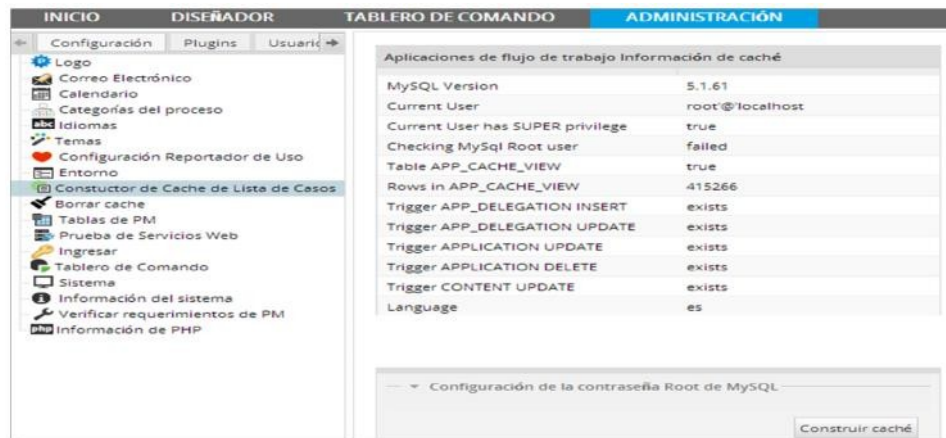 INICIO DISEÑADOR TABLERO DE COMANDO ADMINISTRACIÓN
Configuración Plugins Usuaric
Logo
Correo Electrónico
Calendario
Categorías del proceso
abc Idiomas
Temas
Configuración Reportador de Uso
Entorno
Constuctor de Cache de Lista de Casos
Borrar cache
Tablas de PM
Prueba de Servicios Web
Ingresar
Tablero de Comando
Sistema
Información del sistema
Verificar requerimientos de PM
php Información de PHP
Aplicaciones de flujo de trabajo Información de caché
MySQL Version 5.1.61
Current User root'@'localhost
Current User has SUPER privilege true
Checking MySql Root user failed
Table APP_CACHE_VIEW true
Rows in APP_CACHE_VIEW 415266
Trigger APP_DELEGATION INSERT exists
Trigger APP_DELEGATION UPDATE exists
Trigger APPLICATION UPDATE exists
Trigger APPLICATION DELETE exists
Trigger CONTENT UPDATE exists
Language es
Configuración de la contraseña Root de MySQL
Construir caché